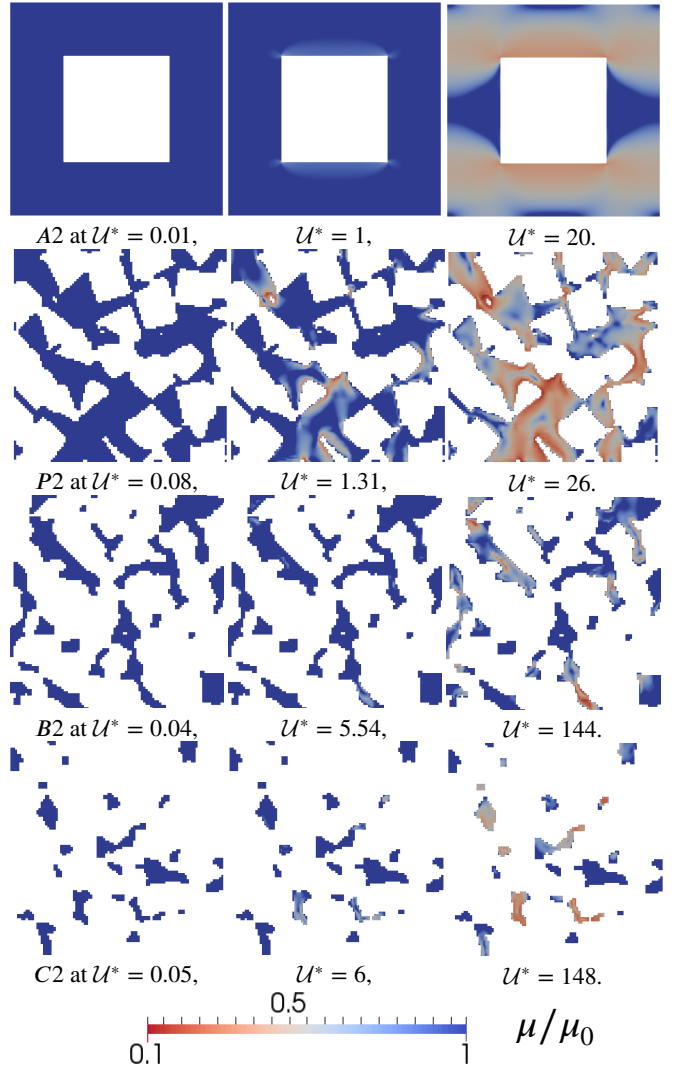 A2 at 𝒰* = 0.01, 𝒰* = 1, 𝒰* = 20.
P2 at 𝒰* = 0.08, 𝒰* = 1.31, 𝒰* = 26.
B2 at 𝒰* = 0.04, 𝒰* = 5.54, 𝒰* = 144.
C2 at 𝒰* = 0.05, 𝒰* = 6, 𝒰* = 148.
0.5
μ/μ₀
0.1 1